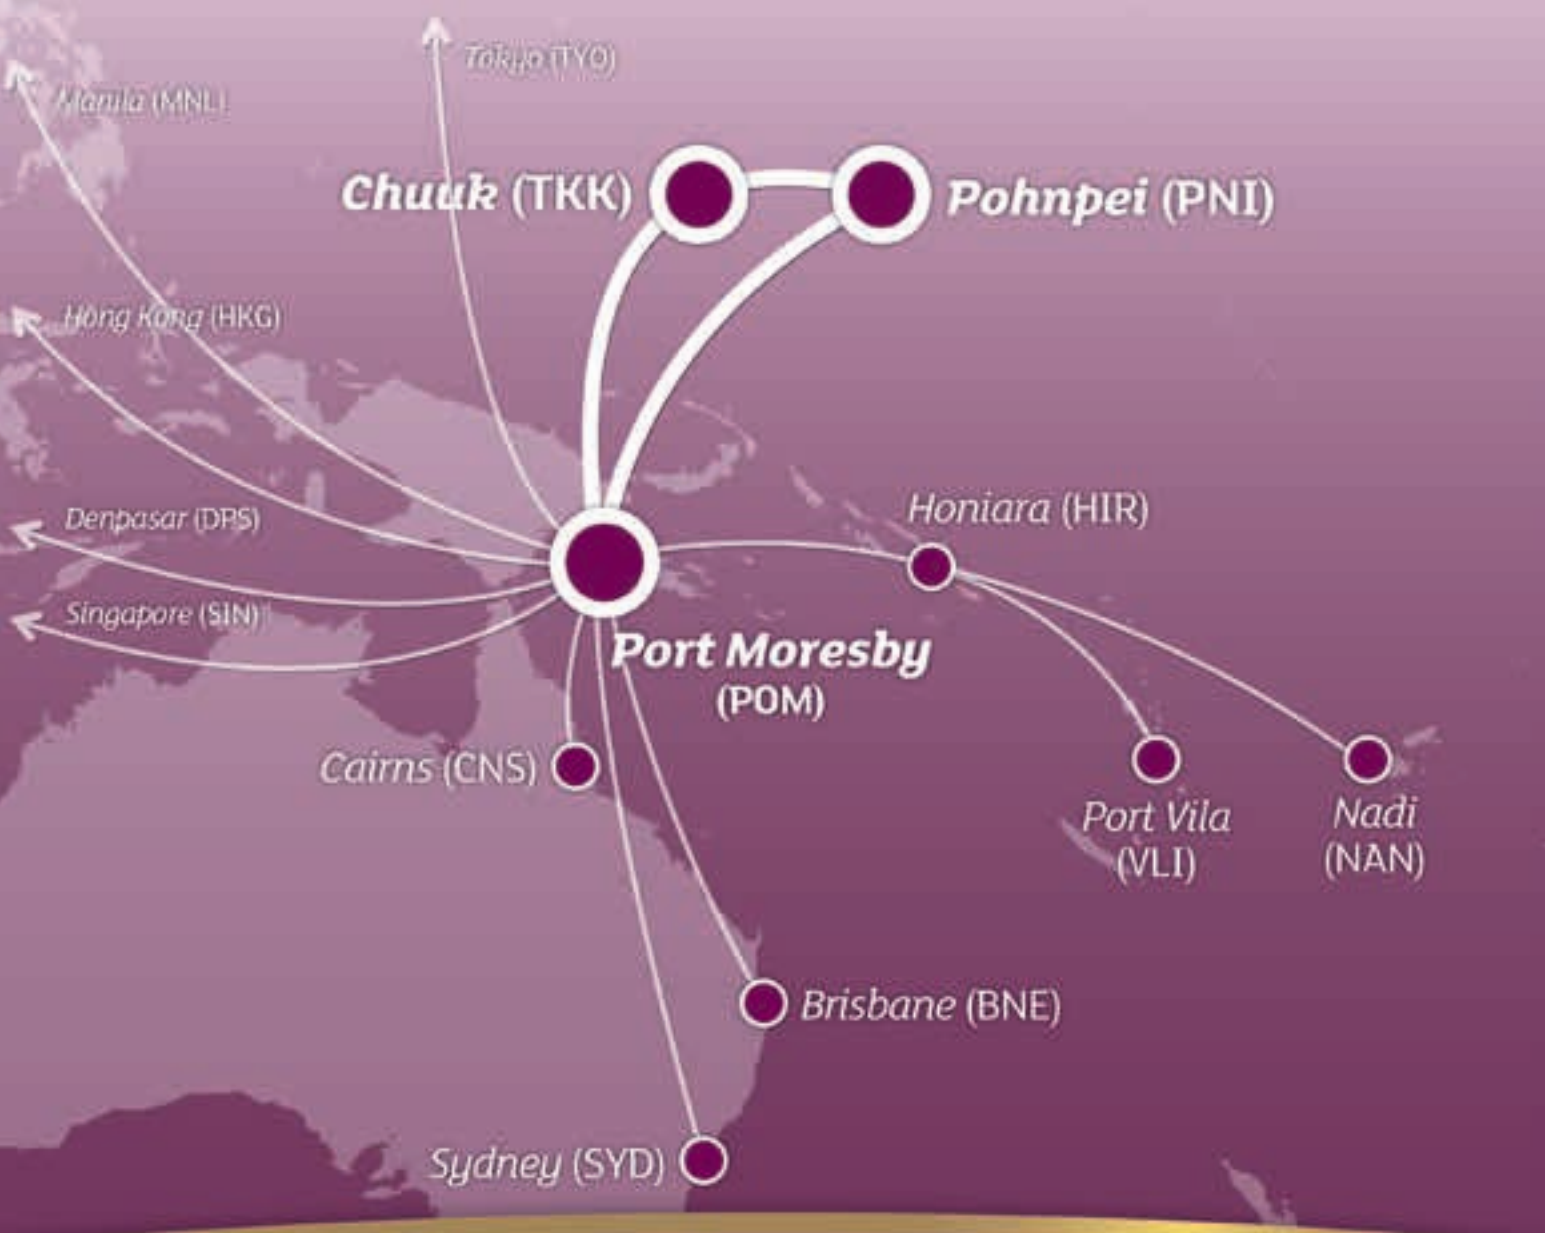 Tokyo (TYO)
Manila (MNL)
Chuuk (TKK)
Pohnpei (PNI)
Hong Kong (HKG)
Honiara (HIR)
Denpasar (DPS)
Singapore (SIN)
Port Moresby
(POM)
Cairns (CNS)
Port Vila
(VLI)
Nadi
(NAN)
Brisbane (BNE)
Sydney (SYD)